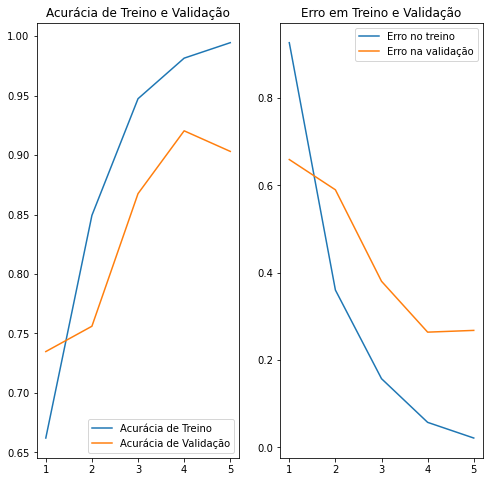 Acurácia de Treino e Validação
1.00
0.95
0.90
0.85
0.80
0.75
0.70
0.65
1 2 3 4 5
Acurácia de Treino
Acurácia de Validação
Erro em Treino e Validação
0.8
0.6
0.4
0.2
0.0
1 2 3 4 5
Erro no treino
Erro na validação